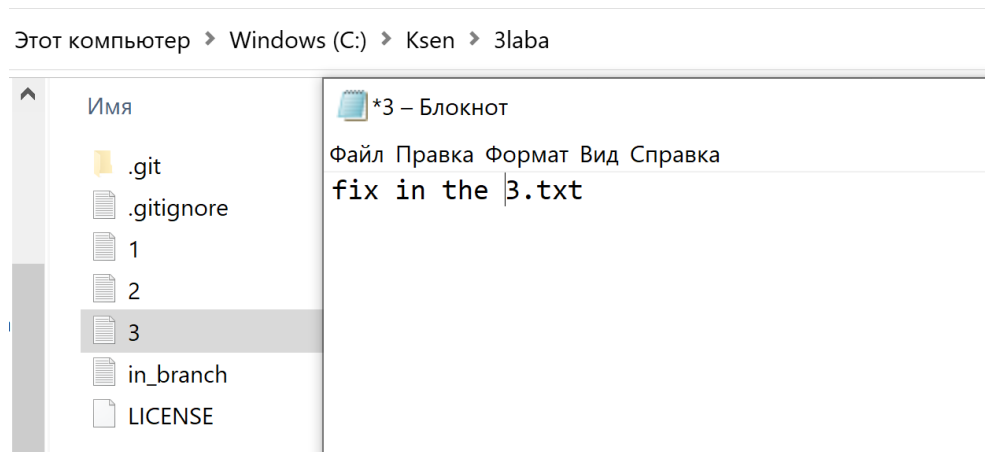 Этот компьютер > Windows (C:) > Ksen > 3laba
Имя
.git
.gitignore
1
2
3
in_branch
LICENSE
*3 – Блокнот
Файл Правка Формат Вид Справка
fix in the 3.txt